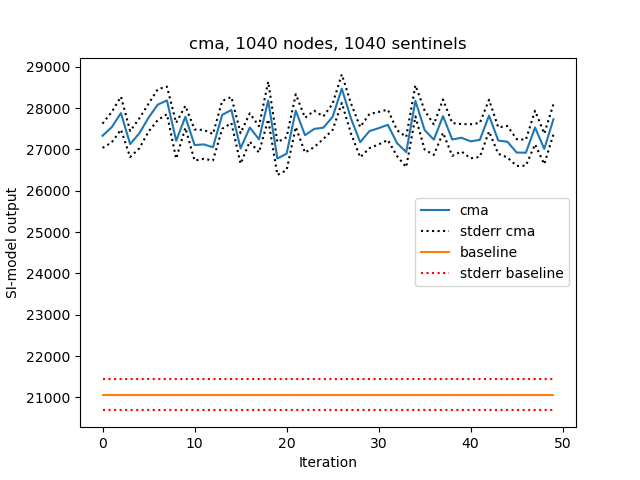 cma, 1040 nodes, 1040 sentinels
SI-model output
29000
28000
27000
26000
25000
24000
23000
22000
21000
cma
stderr cma
baseline
stderr baseline
0 10 20 30 40 50
Iteration